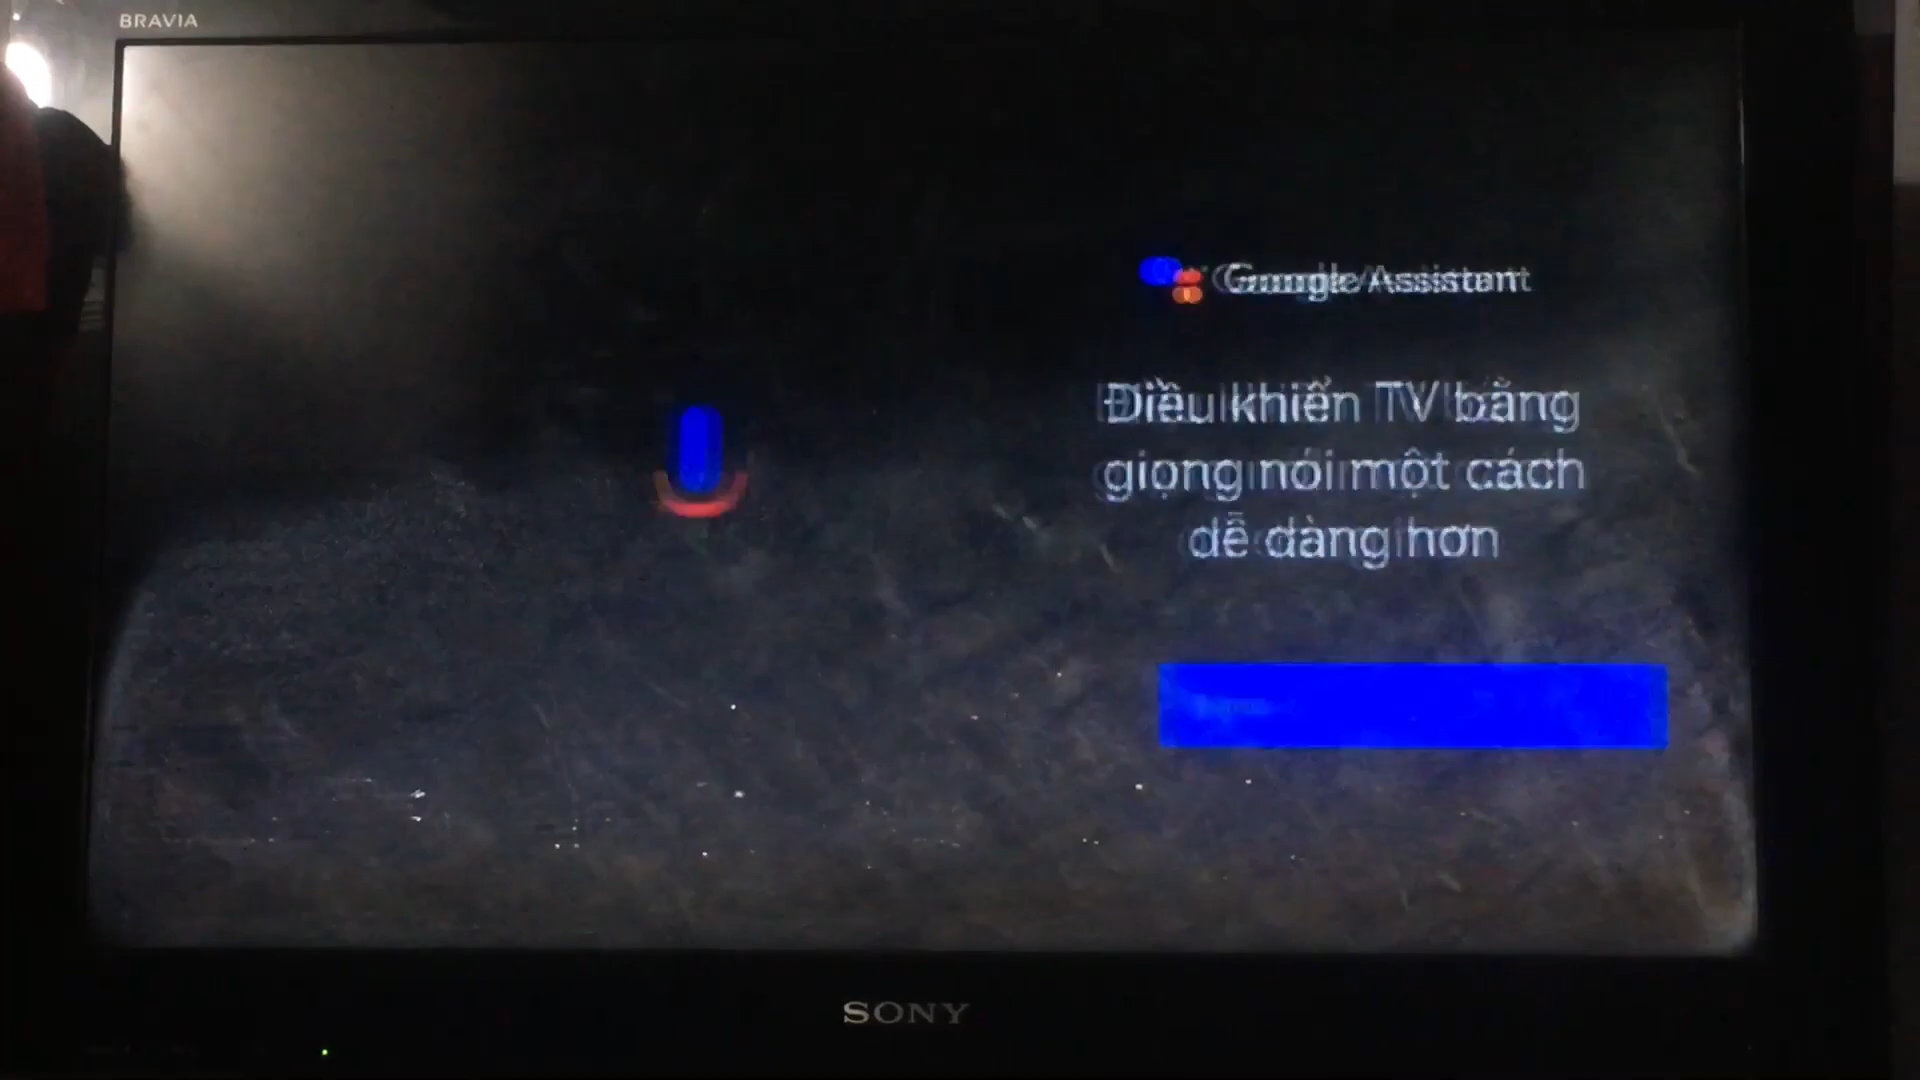 BRAVIA
Google Assistant
Điều khiển TV bằng
giọng nói một cách
dễ dàng hơn
SONY